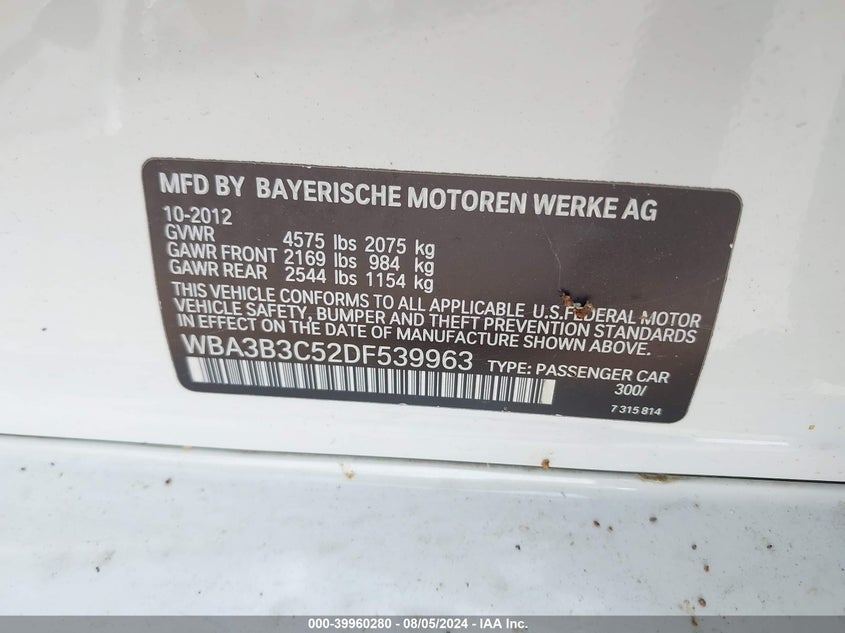 MFD BY BAYERISCHE MOTOREN WERKE AG
10-2012
GVWR 4575 lbs 2075 kg
GAWR FRONT 2169 lbs 984 kg
GAWR REAR 2544 lbs 1154 kg
THIS VEHICLE CONFORMS TO ALL APPLICABLE U.S.FEDERAL MOTOR
VEHICLE SAFETY, BUMPER AND THEFT PREVENTION STANDARDS
IN EFFECT ON THE DATE OF MANUFACTURE SHOWN ABOVE.
WBA3B3C52DF539963 TYPE: PASSENGER CAR
300/
7 315 814
000-39960280 - 08/05/2024 - IAA Inc.